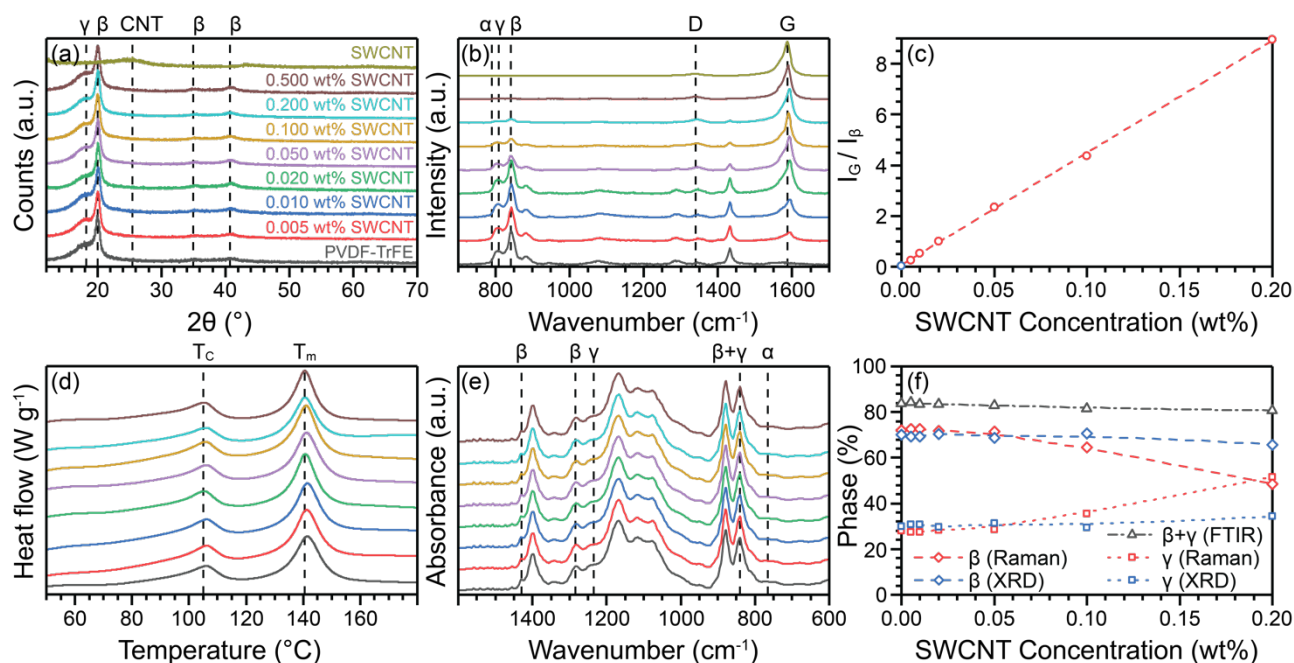 γ β CNT β β
(a)
SWCNT
0.500 wt% SWCNT
0.200 wt% SWCNT
0.100 wt% SWCNT
0.050 wt% SWCNT
0.020 wt% SWCNT
0.010 wt% SWCNT
0.005 wt% SWCNT
PVDF-TrFE
Counts (a.u.)
20 30 40 50 60 70
2θ (°)
α γ β D G
(b)
Intensity (a.u.)
800 1000 1200 1400 1600
Wavenumber (cm⁻¹)
(c)
I_G / I_β
8
6
4
2
0
0.00 0.05 0.10 0.15 0.20
SWCNT Concentration (wt%)
T_C T_m
(d)
Heat flow (W g⁻¹)
60 80 100 120 140 160
Temperature (°C)
β β γ β+γ α
(e)
Absorbance (a.u.)
1400 1200 1000 800 600
Wavenumber (cm⁻¹)
(f)
Phase (%)
100
80
60
40
20
0
β+γ (FTIR)
β (Raman) γ (Raman)
β (XRD) γ (XRD)
0.00 0.05 0.10 0.15 0.20
SWCNT Concentration (wt%)